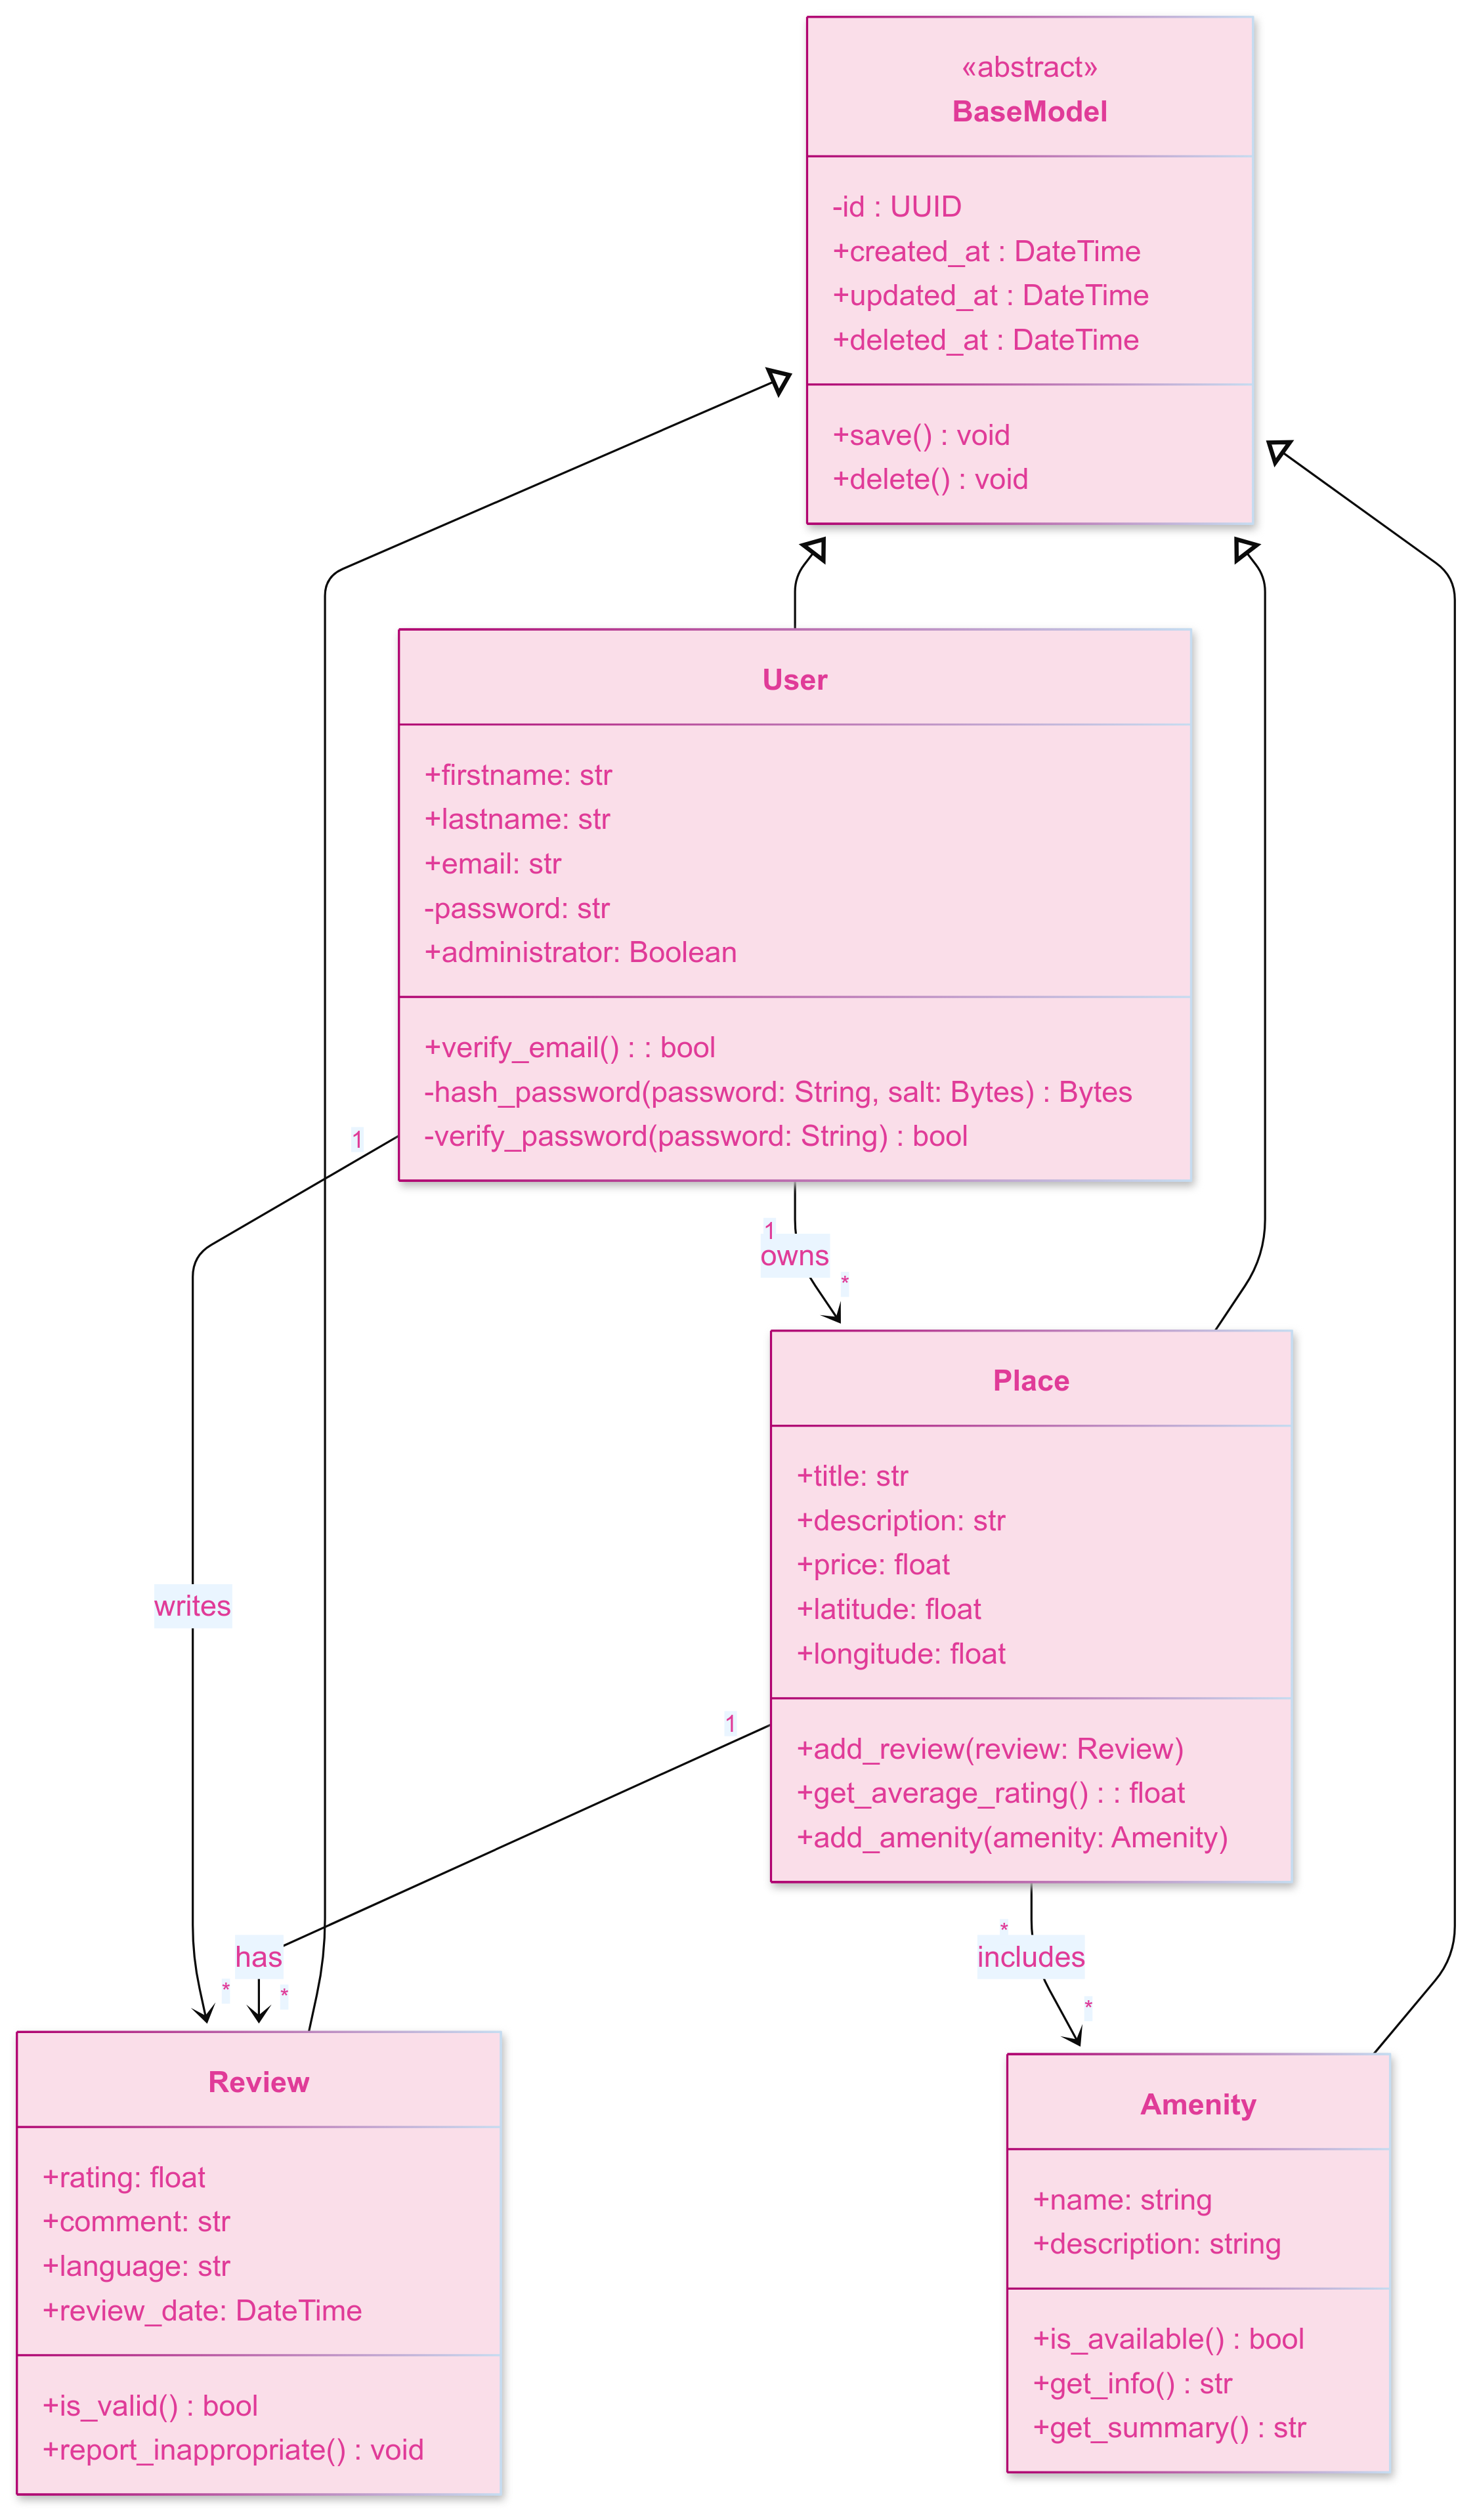 «abstract»
BaseModel
-id : UUID
+created_at : DateTime
+updated_at : DateTime
+deleted_at : DateTime
+save() : void
+delete() : void
User
+firstname: str
+lastname: str
+email: str
-password: str
+administrator: Boolean
+verify_email() : : bool
-hash_password(password: String, salt: Bytes) : Bytes
-verify_password(password: String) : bool
1
1
owns
*
Place
+title: str
+description: str
+price: float
+latitude: float
+longitude: float
+add_review(review: Review)
+get_average_rating() : : float
+add_amenity(amenity: Amenity)
writes
1
*
has
includes
*
*
*
Review
+rating: float
+comment: str
+language: str
+review_date: DateTime
+is_valid() : bool
+report_inappropriate() : void
Amenity
+name: string
+description: string
+is_available() : bool
+get_info() : str
+get_summary() : str